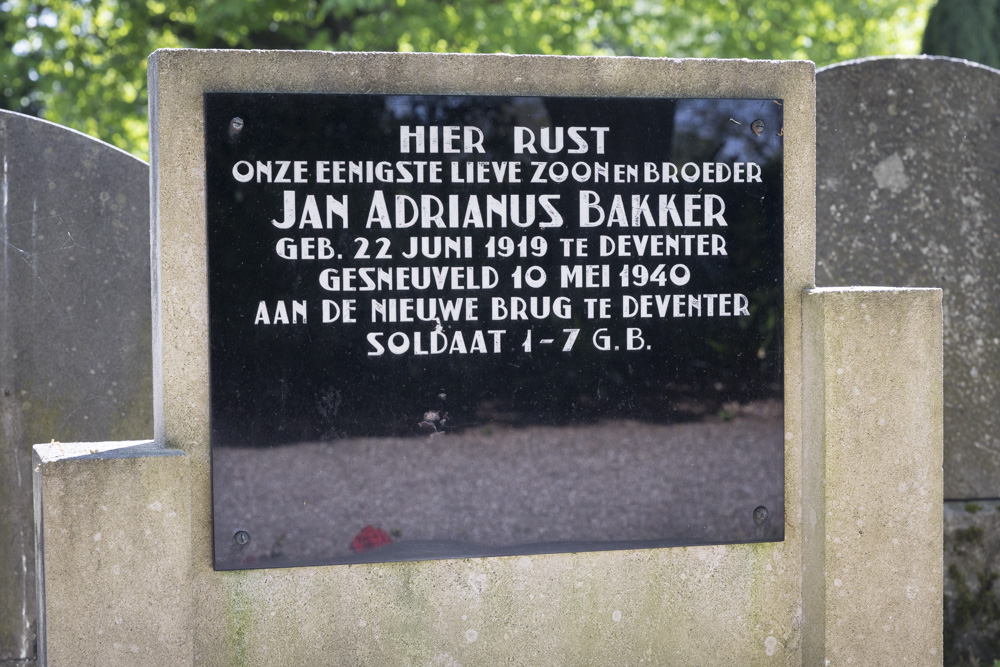 HIER RUST
ONZE EENIGSTE LIEVE ZOON EN BROEDER
JAN ADRIANUS BAKKER
GEB. 22 JUNI 1919 TE DEVENTER
GESNEUVELD 10 MEI 1940
AAN DE NIEUWE BRUG TE DEVENTER
SOLDAAT 1-7 G.B.